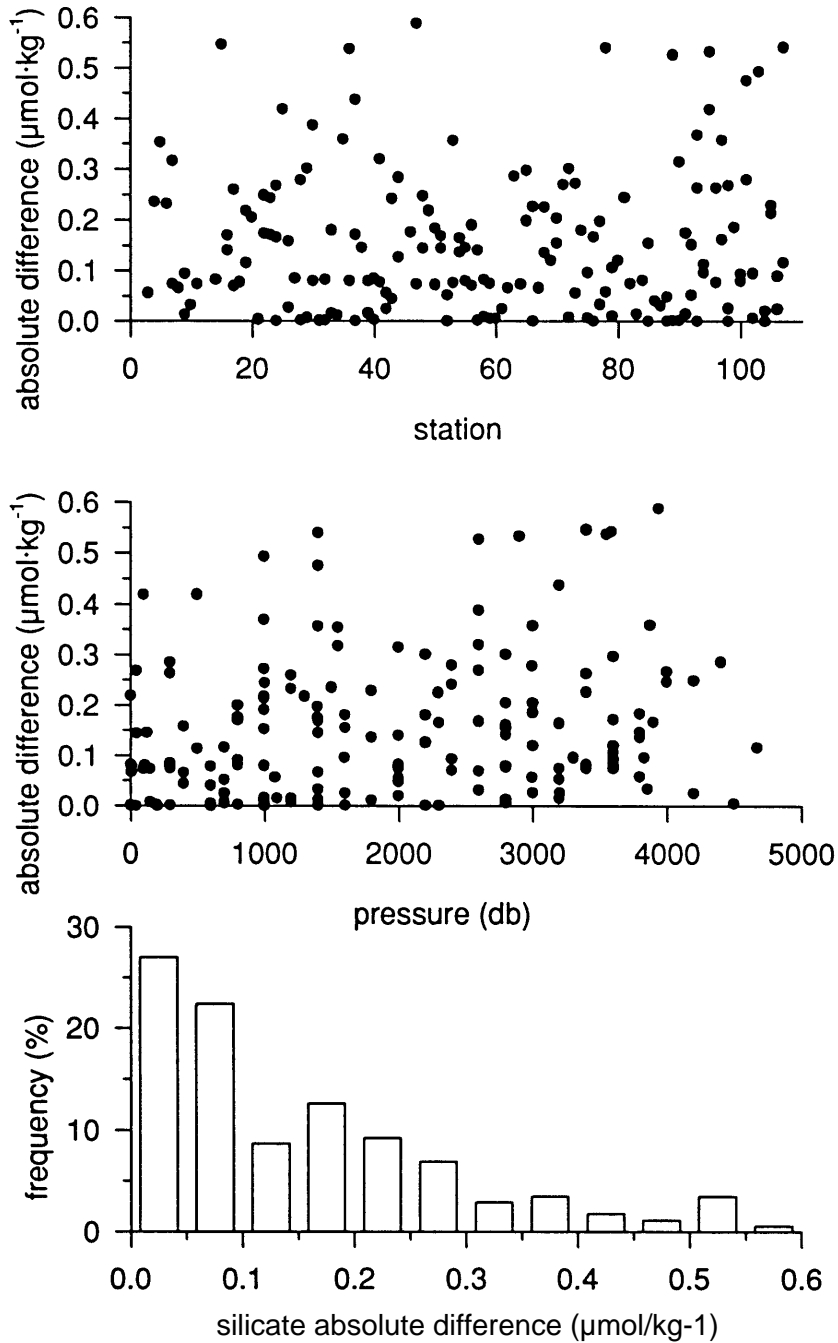 absolute difference (µmol·kg-1)
0.6
0.5
0.4
0.3
0.2
0.1
0.0
0 20 40 60 80 100
station
absolute difference (µmol·kg-1)
0.6
0.5
0.4
0.3
0.2
0.1
0.0
0 1000 2000 3000 4000 5000
pressure (db)
frequency (%)
30
20
10
0
0.0 0.1 0.2 0.3 0.4 0.5 0.6
silicate absolute difference (µmol/kg-1)